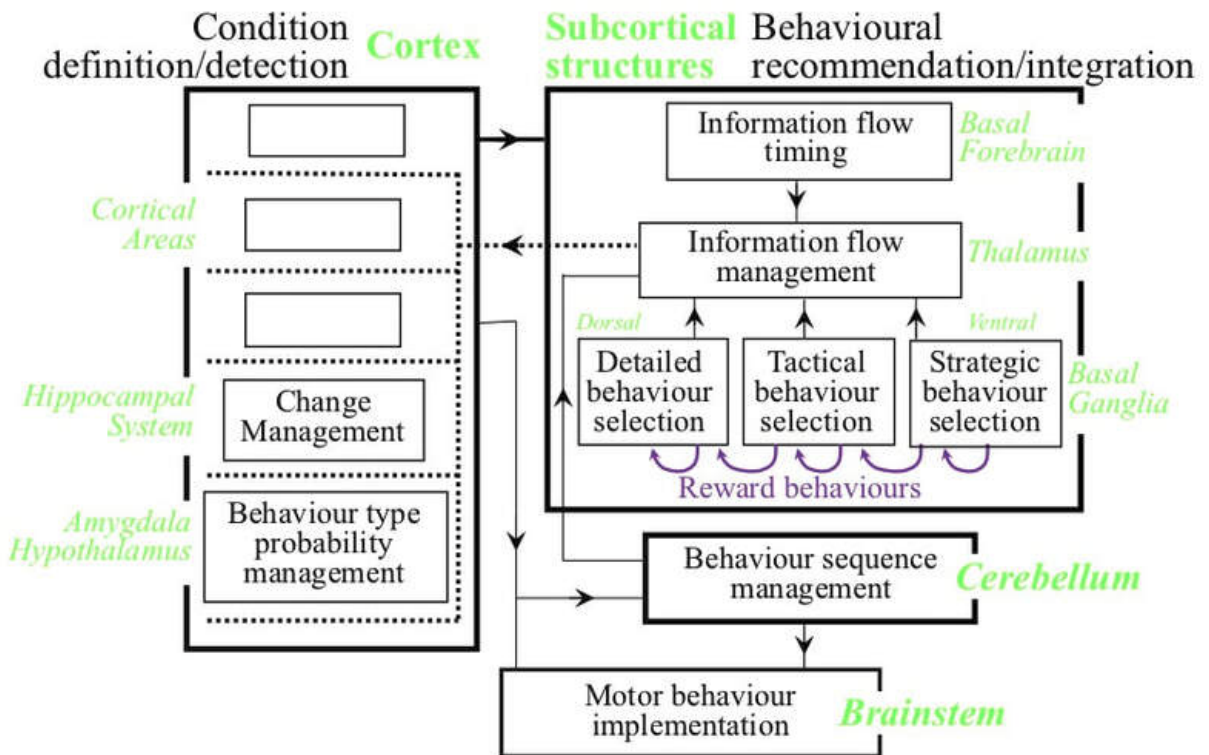 Condition
definition/detection
Cortex
Subcortical
structures
Behavioural
recommendation/integration
Information flow
timing
Basal
Forebrain
Cortical
Areas
Information flow
management
Thalamus
Dorsal
Ventral
Detailed
behaviour
selection
Tactical
behaviour
selection
Strategic
behaviour
selection
Basal
Ganglia
Hippocampal
System
Change
Management
Reward behaviours
Amygdala
Hypothalamus
Behaviour type
probability
management
Behaviour sequence
management
Cerebellum
Motor behaviour
implementation
Brainstem